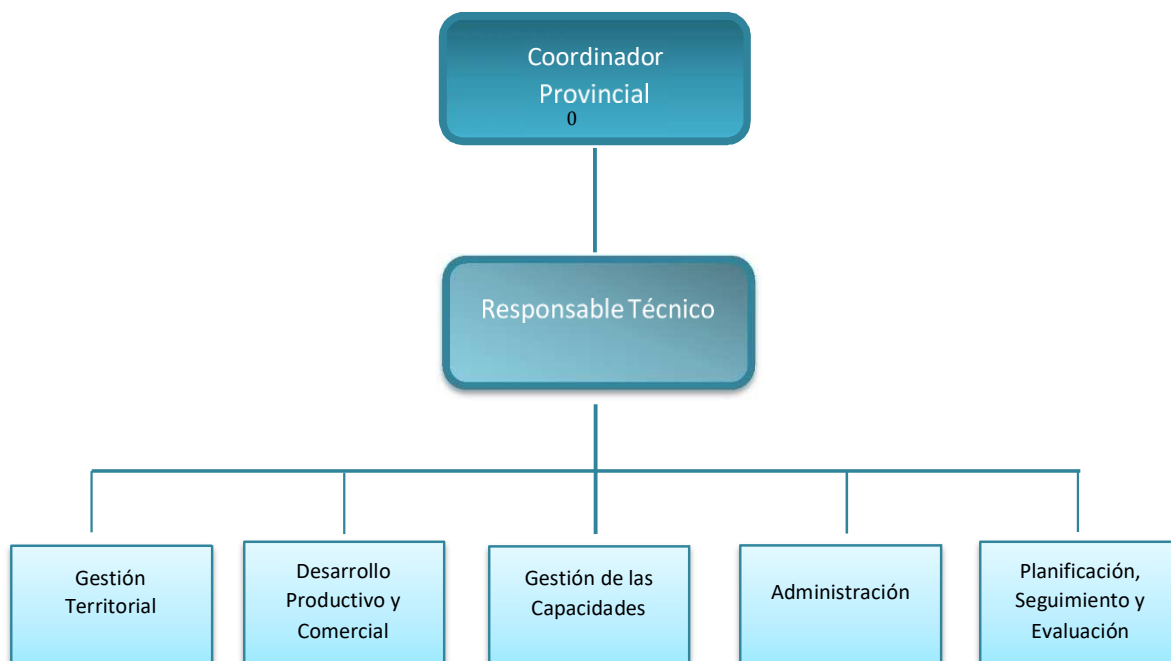 Coordinador
Provincial
0
Responsable Técnico
Gestión
Territorial
Desarrollo
Productivo y
Comercial
Gestión de las
Capacidades
Administración
Planificación,
Seguimiento y
Evaluación